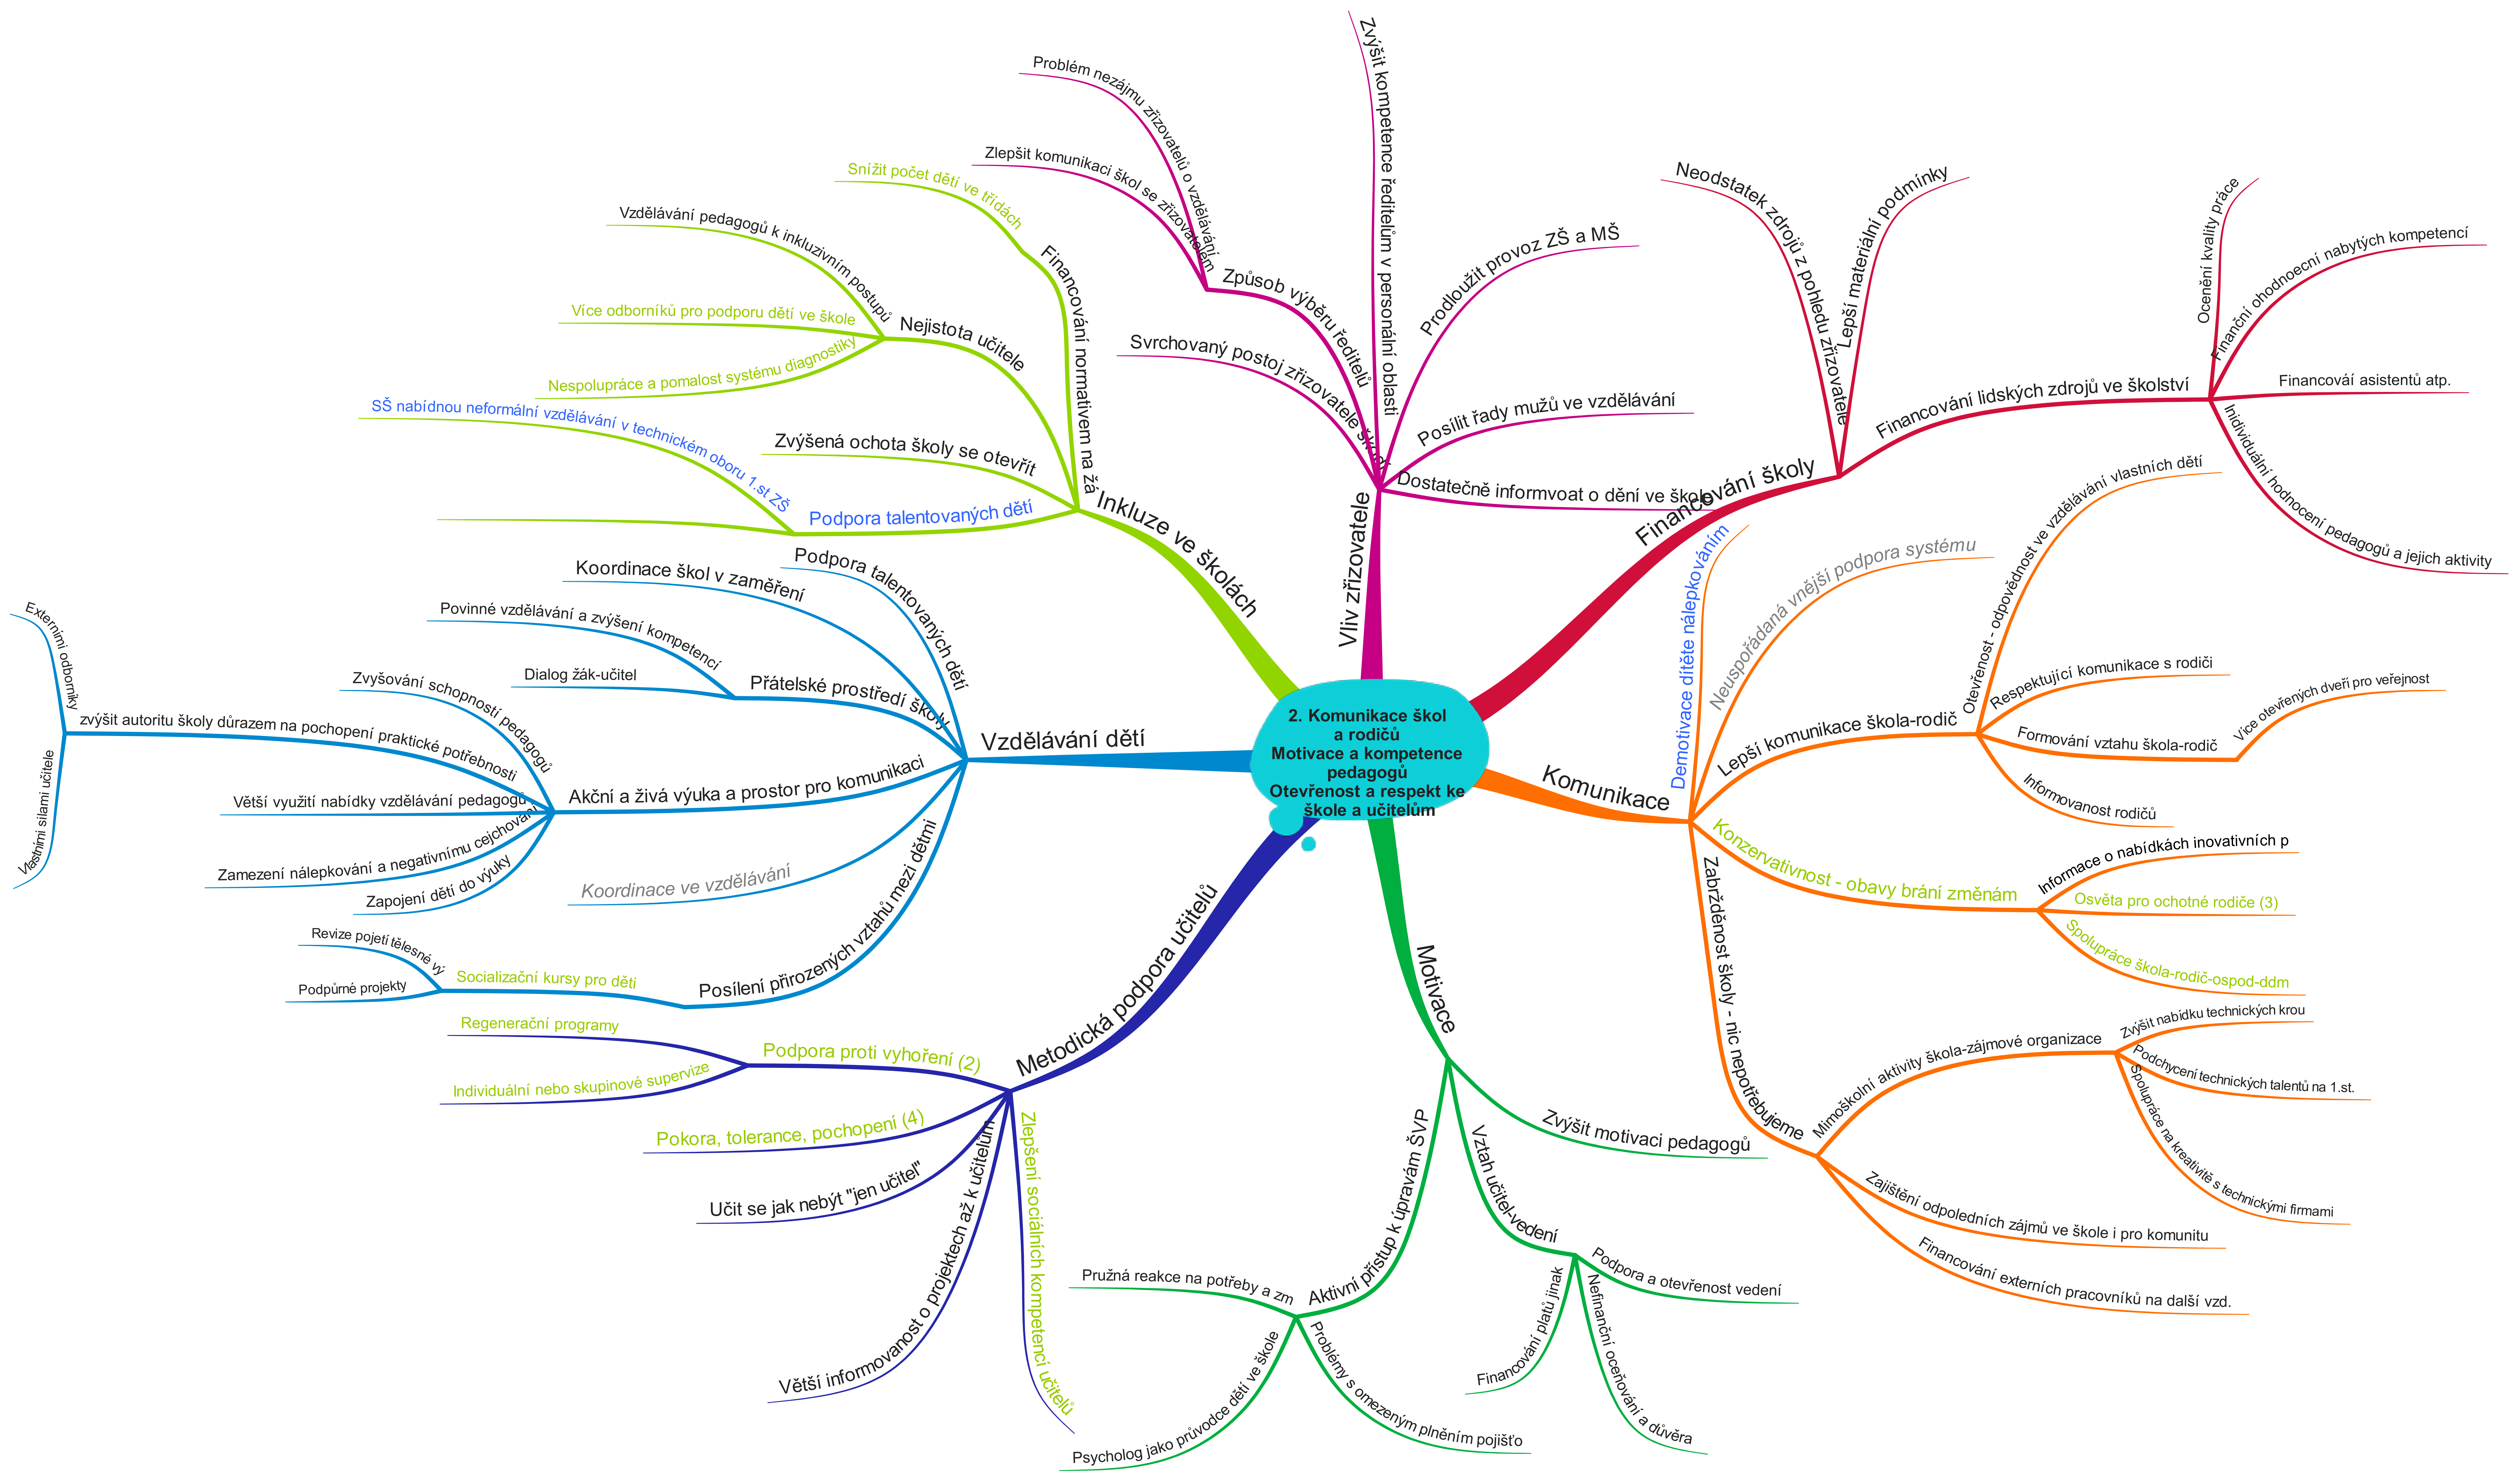 2. Komunikace škol
a rodičů
Motivace a kompetence
pedagogů
Otevřenost a respekt ke
škole a učitelům
Financování školy
Neodstatek zdrojů z pohledu zřizovatele
Lepší materiální podmínky
Financování lidských zdrojů ve školství
Ocenění kvality práce
Finanční ohodnoecní nabytých kompetencí
Financováí asistentů atp.
Inidividuální hodnocení pedagogů a jejich aktivity
Komunikace
Demotivace dítěte nálepkováním
Neuspořádaná vnější podpora systému
Lepší komunikace škola-rodič
Otevřenost - odpovědnost ve vzdělávání vlastních dětí
Respektující komunikace s rodiči
Formování vztahu škola-rodič
Více otevřených dveří pro veřejnost
Informovanost rodičů
Konzervativnost - obavy brání změnám
Informace o nabídkách inovativních p
Osvěta pro ochotné rodiče (3)
Spolupráce škola-rodič-ospod-ddm
Zabržděnost školy - nic nepotřebujeme
Mimoškolní aktivity škola-zájmové organizace
Zvýšit nabídku technických krou
Podchycení technických talentů na 1.st.
Spolupráce na kreativitě s technickými firmami
Zajištění odpoledních zájmů ve škole i pro komunitu
Financování externích pracovníků na další vzd.
Motivace
Zvýšit motivaci pedagogů
Vztah učitel-vedení
Podpora a otevřenost vedení
Nefinanční oceňování a důvěra
Financování platů jinak
Aktivní přístup k úpravám ŠVP
Pružná reakce na potřeby a zm
Problémy s omezeným plněním pojišťo
Psycholog jako průvodce dětí ve škole
Metodická podpora učitelů
Podpora proti vyhoření (2)
Regenerační programy
Individuální nebo skupinové supervize
Pokora, tolerance, pochopení (4)
Učit se jak nebýt "jen učitel"
Větší informovanost o projektech až k učitelům
Zlepšení sociálních kompetencí učitelů
Vzdělávání dětí
Podpora talentovaných dětí
Koordinace škol v zaměření
Přátelské prostředí školy
Povinné vzdělávání a zvýšení kompetencí
Dialog žák-učitel
Akční a živá výuka a prostor pro komunikaci
Zvyšování schopností pedagogů
zvýšit autoritu školy důrazem na pochopení praktické potřebnosti
Externími odborníky
Vlastními silami učitele
Větší využití nabídky vzdělávání pedagogů
Zamezení nálepkování a negativnímu cejchování
Zapojení dětí do výuky
Koordinace ve vzdělávání
Posílení přirozených vztahů mezi dětmi
Socializační kursy pro děti
Revize pojetí tělesné vý
Podpůrné projekty
Inkluze ve školách
Financování normativem na žá
Snížit počet dětí ve třídách
Nejistota učitele
Vzdělávání pedagogů k inkluzivním postupů
Více odborníků pro podporu dětí ve škole
Nespolupráce a pomalost systému diagnostiky
Zvýšená ochota školy se otevřít
Podpora talentovaných dětí
SŠ nabídnou neformální vzdělávání v technickém oboru 1.st ZŠ
Vliv zřizovatele
Svrchovaný postoj zřizovatele škodí
Způsob výběru ředitelů
Problém nezájmu zřizovatelů o vzdělávání
Zlepšit komunikaci škol se zřizovatelem
Zvýšit kompetence ředitelům v personální oblasti
Prodloužit provoz ZŠ a MŠ
Posílit řady mužů ve vzdělávání
Dostatečně informvoat o dění ve škole